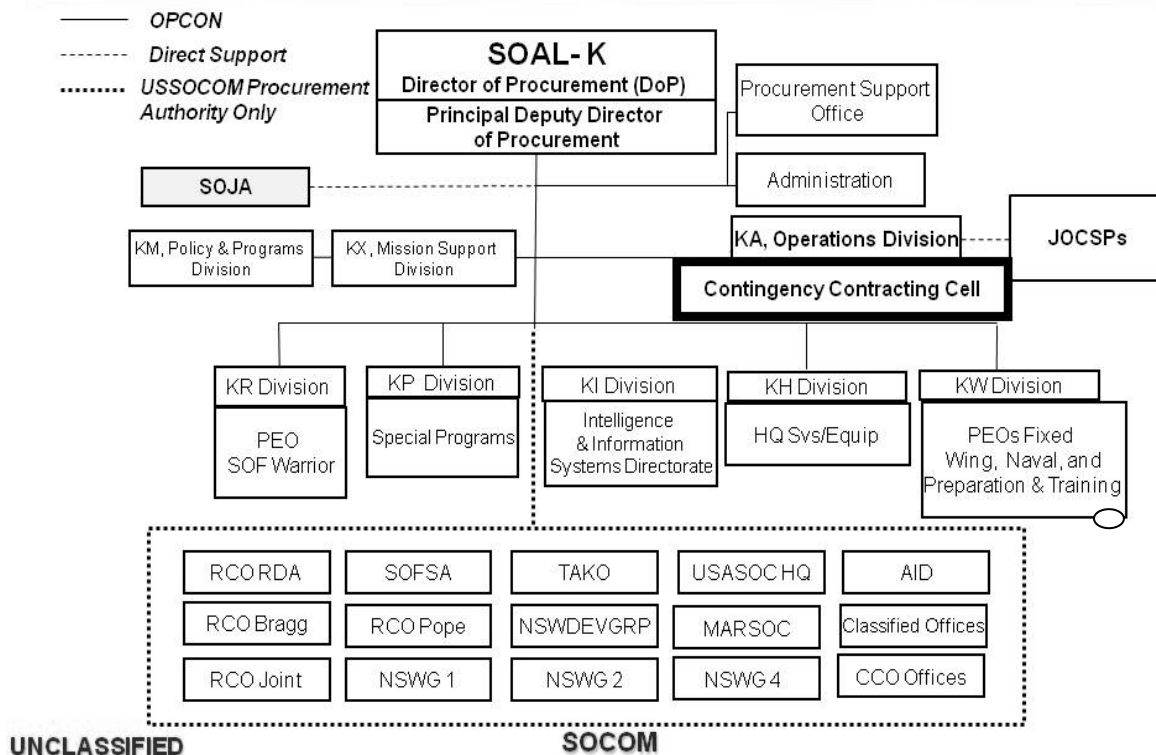 OPCON
Direct Support
USSOCOM Procurement
Authority Only
SOAL-K
Director of Procurement (DoP)
Principal Deputy Director
of Procurement
Procurement Support
Office
SOJA
Administration
KM, Policy & Programs
Division
KX, Mission Support
Division
KA, Operations Division
JOCSPs
Contingency Contracting Cell
KR Division
PEO
SOF Warrior
KP Division
Special Programs
KI Division
Intelligence
& Information
Systems Directorate
KH Division
HQ Svs/Equip
KW Division
PEOs Fixed
Wing, Naval, and
Preparation & Training
RCO RDA
SOFSA
TAKO
USASOC HQ
AID
RCO Bragg
RCO Pope
NSWDEVGRP
MARSOC
Classified Offices
RCO Joint
NSWG 1
NSWG 2
NSWG 4
CCO Offices
UNCLASSIFIED
SOCOM